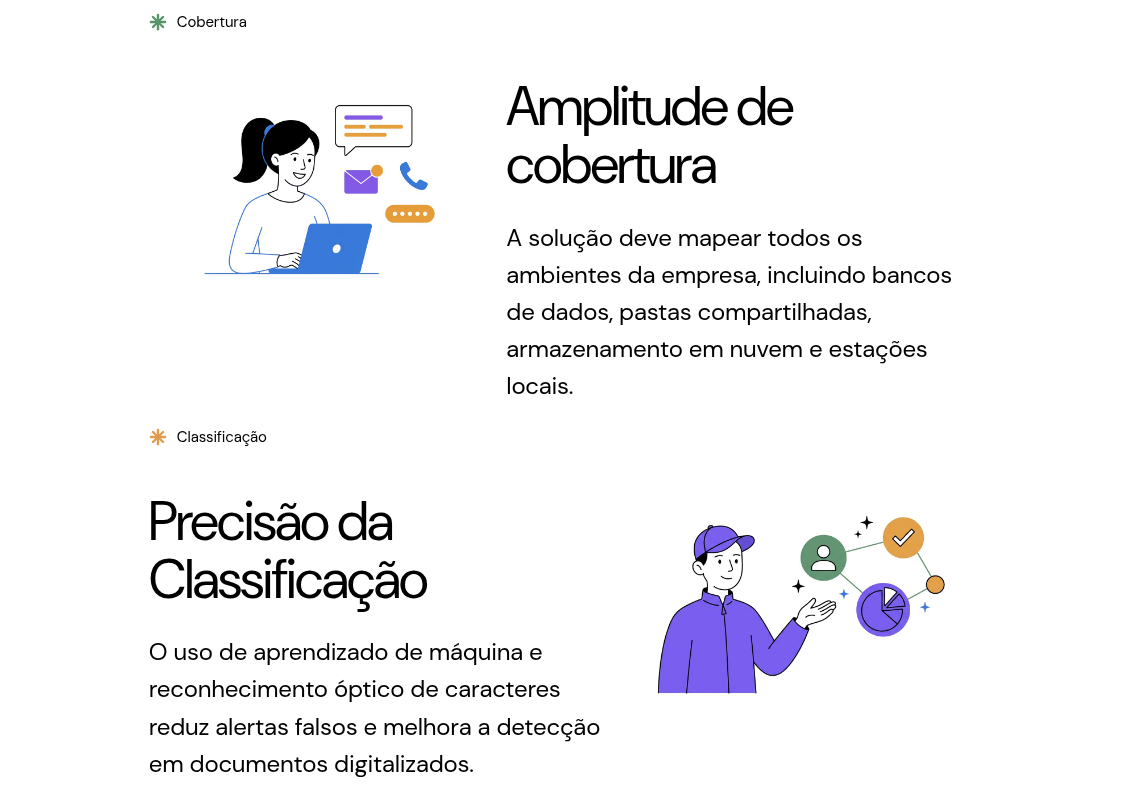 Cobertura
Amplitude de
cobertura
A solução deve mapear todos os
ambientes da empresa, incluindo bancos
de dados, pastas compartilhadas,
armazenamento em nuvem e estações
locais.
Classificação
Precisão da
Classificação
O uso de aprendizado de máquina e
reconhecimento óptico de caracteres
reduz alertas falsos e melhora a detecção
em documentos digitalizados.